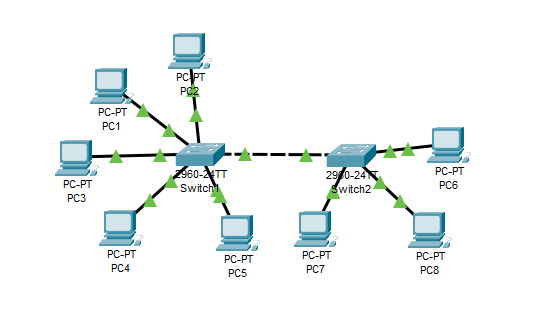 PC-PT
PC2
PC-PT
PC1
PC-PT
PC3
2960-24TT
Switch1
2960-24TT
Switch2
PC-PT
PC6
PC-PT
PC4
PC-PT
PC5
PC-PT
PC7
PC-PT
PC8